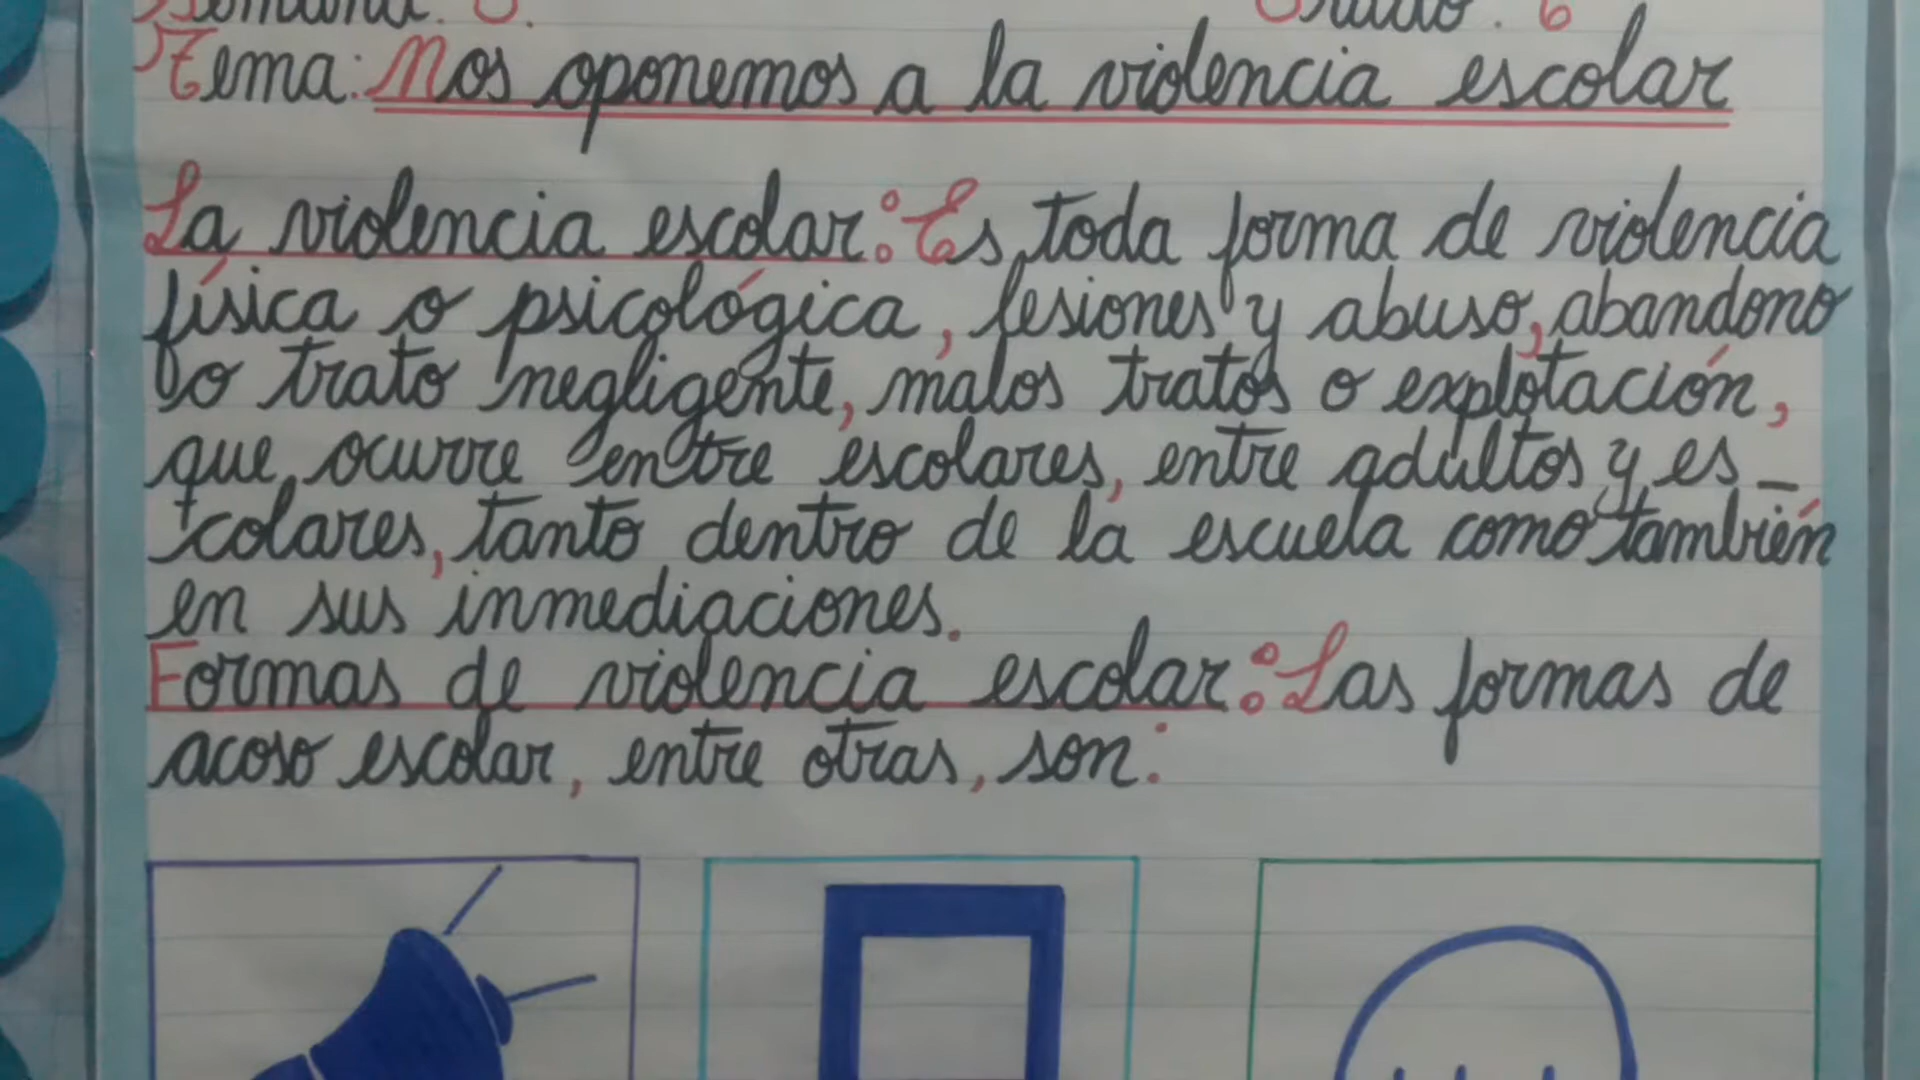 Tema: Nos oponemos a la violencia escolar
La violencia escolar: Es toda forma de violencia
física o psicológica, lesiones y abuso, abandono
o trato negligente, malos tratos o explotación,
que ocurre entre escolares, entre adultos y es_
colares, tanto dentro de la escuela como también
en sus inmediaciones.
Formas de violencia escolar: Las formas de
acoso escolar, entre otras, son: